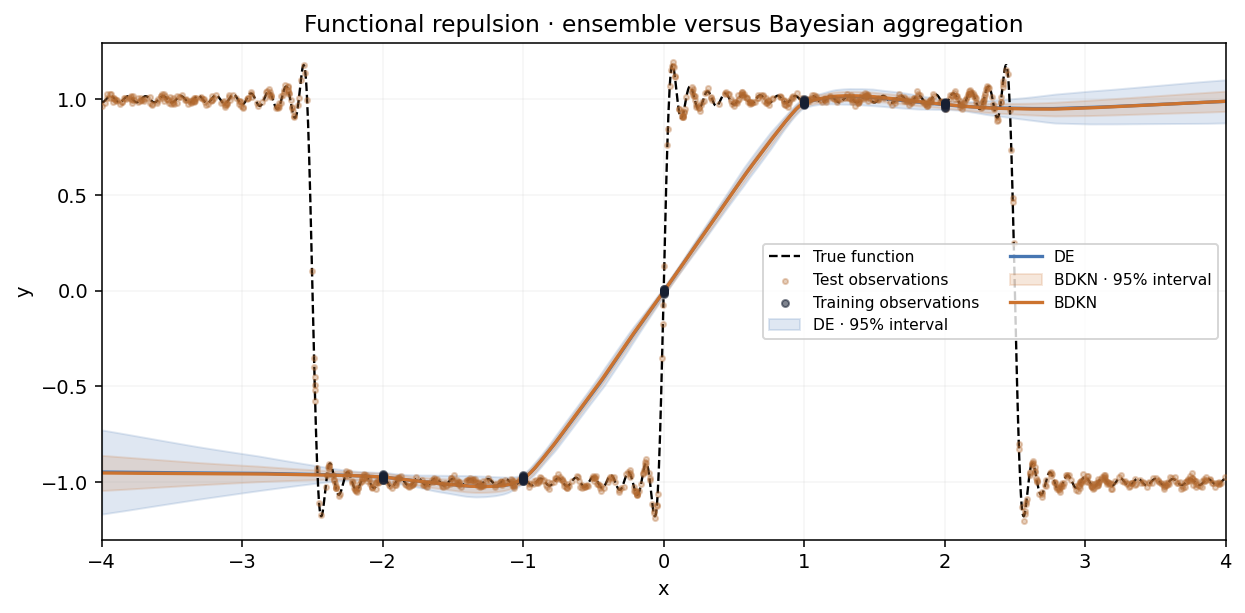 Functional repulsion · ensemble versus Bayesian aggregation
y
1.0
0.5
0.0
−0.5
−1.0
True function
Test observations
Training observations
DE · 95% interval
DE
BDKN · 95% interval
BDKN
−4 −3 −2 −1 0 1 2 3 4
x